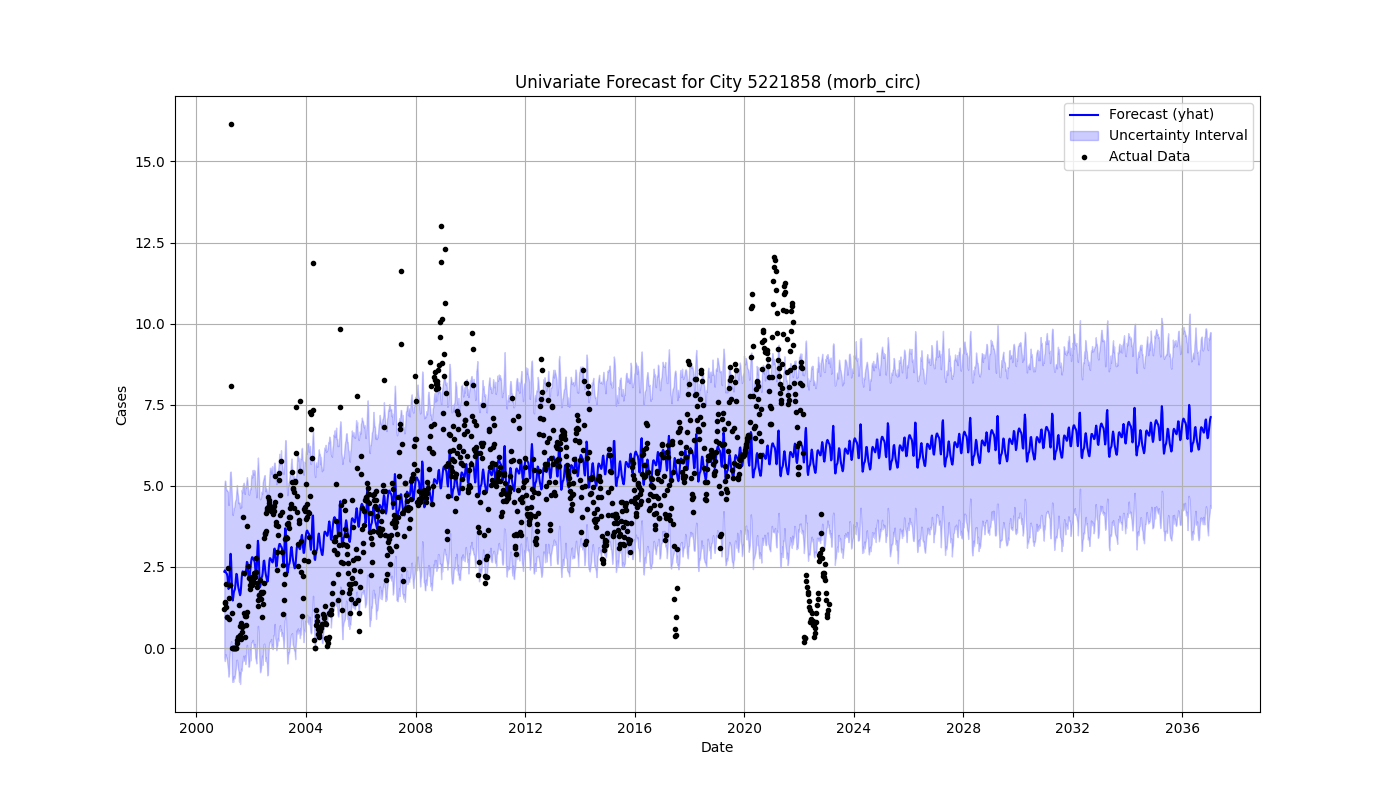 Univariate Forecast for City 5221858 (morb_circ)
Forecast (yhat)
Uncertainty Interval
Actual Data
15.0
12.5
10.0
7.5
5.0
2.5
0.0
Cases
2000 2004 2008 2012 2016 2020 2024 2028 2032 2036
Date